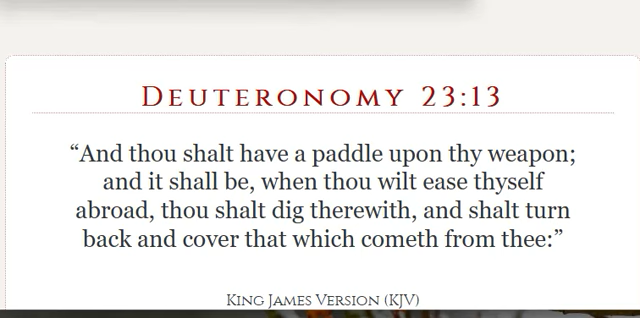 Deuteronomy 23:13
“And thou shalt have a paddle upon thy weapon;
and it shall be, when thou wilt ease thyself
abroad, thou shalt dig therewith, and shalt turn
back and cover that which cometh from thee:”
King James Version (KJV)